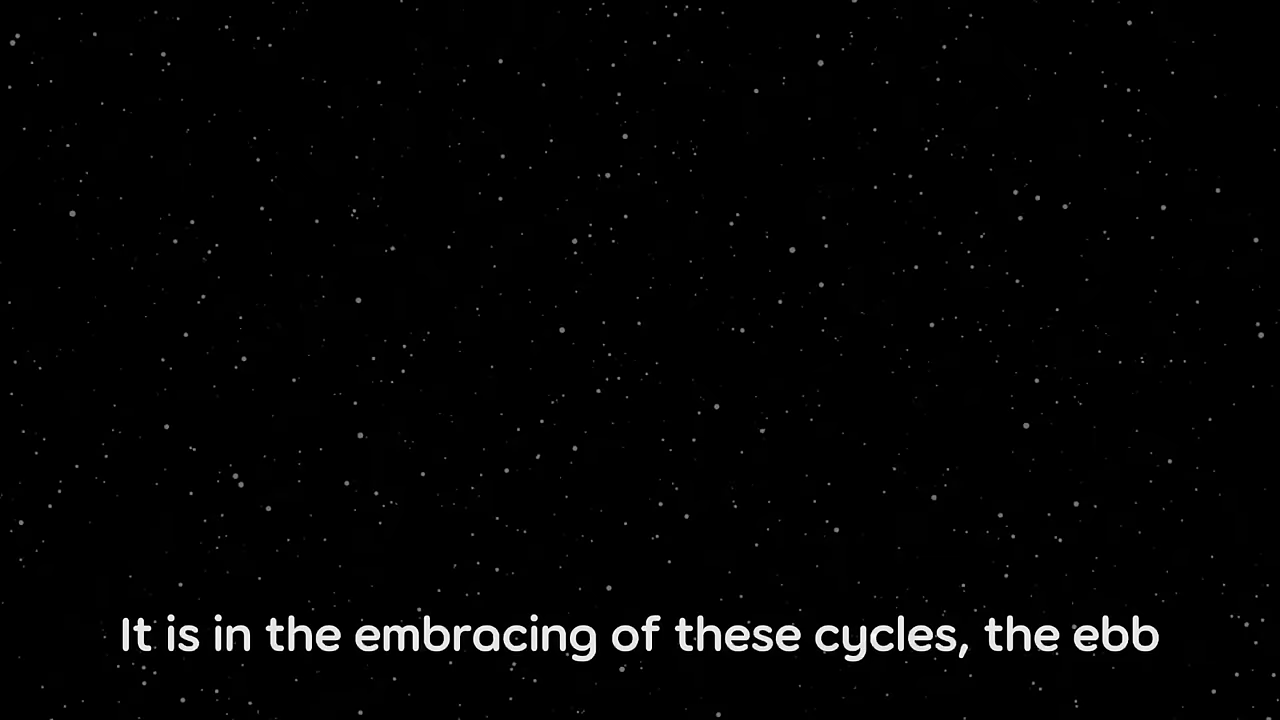 It is in the embracing of these cycles, the ebb